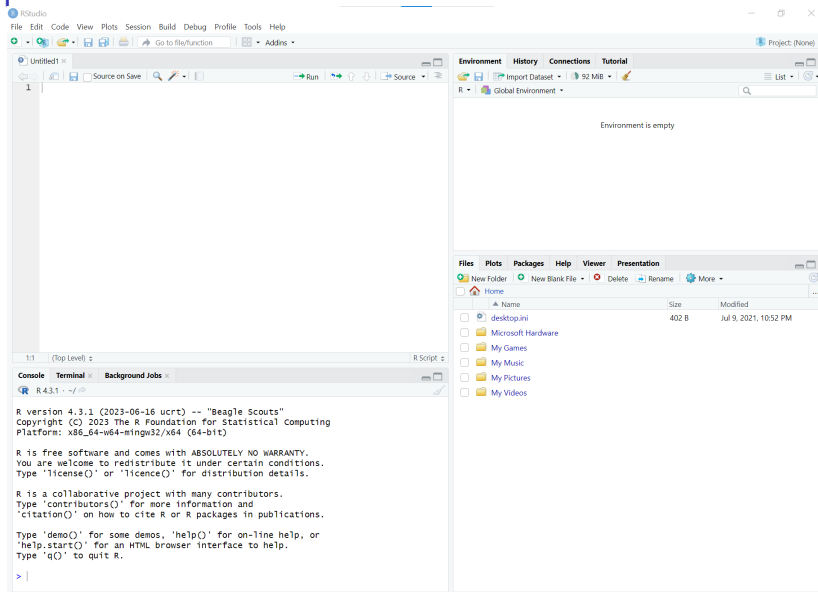 RStudio
File Edit Code View Plots Session Build Debug Profile Tools Help
Go to file/function Addins Project: (None)
Untitled1
Source on Save Run Source
1
1:1 (Top Level) R Script
Console Terminal Background Jobs
R 4.3.1 · ~/
R version 4.3.1 (2023-06-16 ucrt) -- "Beagle Scouts"
Copyright (C) 2023 The R Foundation for Statistical Computing
Platform: x86_64-w64-mingw32/x64 (64-bit)
R is free software and comes with ABSOLUTELY NO WARRANTY.
You are welcome to redistribute it under certain conditions.
Type 'license()' or 'licence()' for distribution details.
R is a collaborative project with many contributors.
Type 'contributors()' for more information and
'citation()' on how to cite R or R packages in publications.
Type 'demo()' for some demos, 'help()' for on-line help, or
'help.start()' for an HTML browser interface to help.
Type 'q()' to quit R.
>
Environment History Connections Tutorial
Import Dataset 92 MiB List
R Global Environment
Environment is empty
Files Plots Packages Help Viewer Presentation
New Folder New Blank File Delete Rename More
Home ...
Name Size Modified
desktop.ini 402 B Jul 9, 2021, 10:52 PM
Microsoft Hardware
My Games
My Music
My Pictures
My Videos